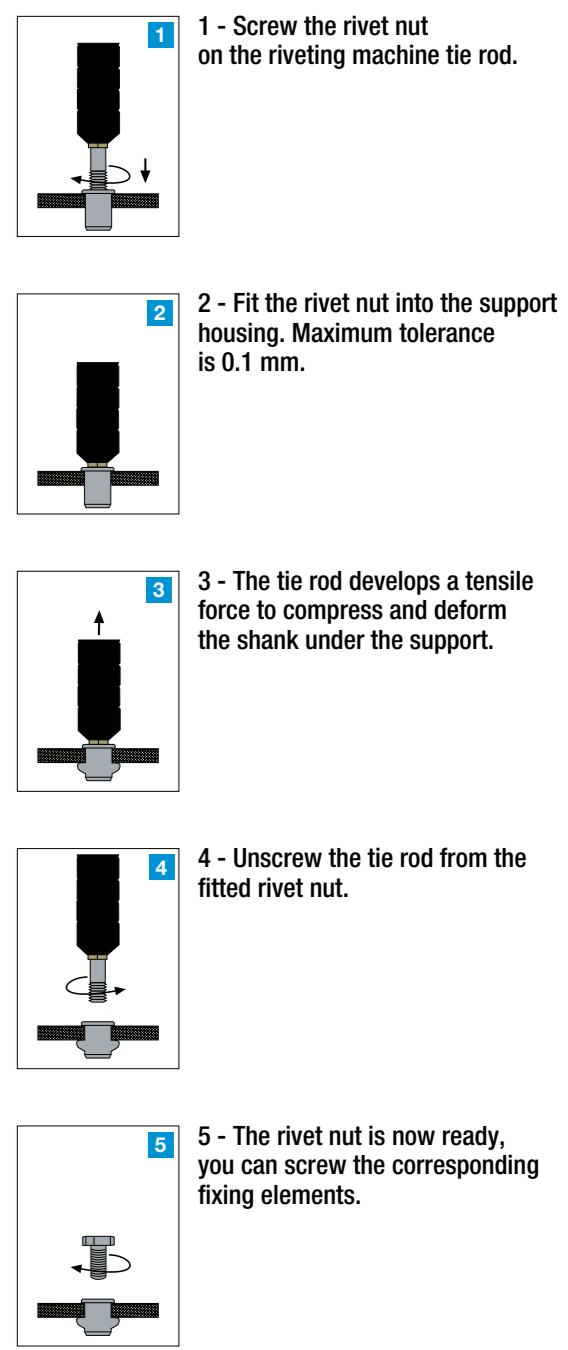 1
1 - Screw the rivet nut
on the riveting machine tie rod.
2
2 - Fit the rivet nut into the support
housing. Maximum tolerance
is 0.1 mm.
3
3 - The tie rod develops a tensile
force to compress and deform
the shank under the support.
4
4 - Unscrew the tie rod from the
fitted rivet nut.
5
5 - The rivet nut is now ready,
you can screw the corresponding
fixing elements.